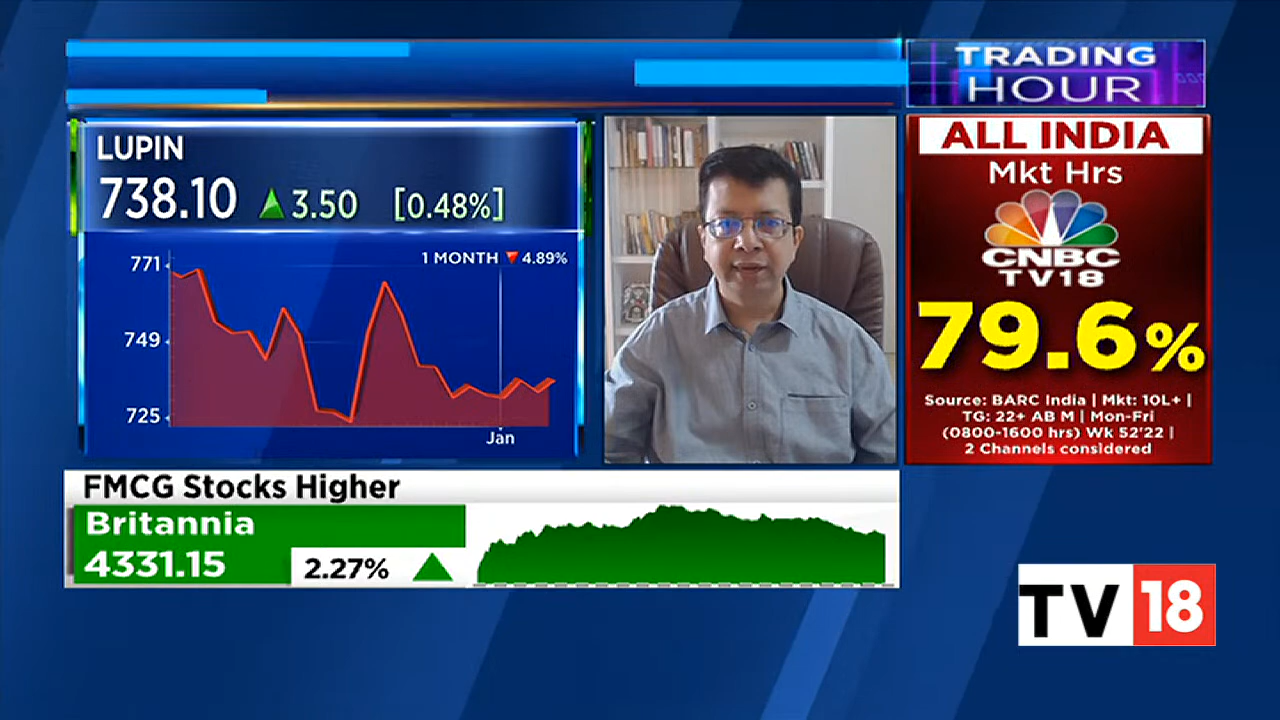 TRADING
HOUR
LUPIN
738.10 ▲ 3.50 [0.48%]
1 MONTH ▼ 4.89%
771
749
725
Jan
ALL INDIA
Mkt Hrs
CNBC
TV18
79.6%
Source: BARC India | Mkt: 10L+ |
TG: 22+ AB M | Mon-Fri
(0800-1600 hrs) Wk 52'22 |
2 Channels considered
FMCG Stocks Higher
Britannia
4331.15 2.27% ▲
TV18